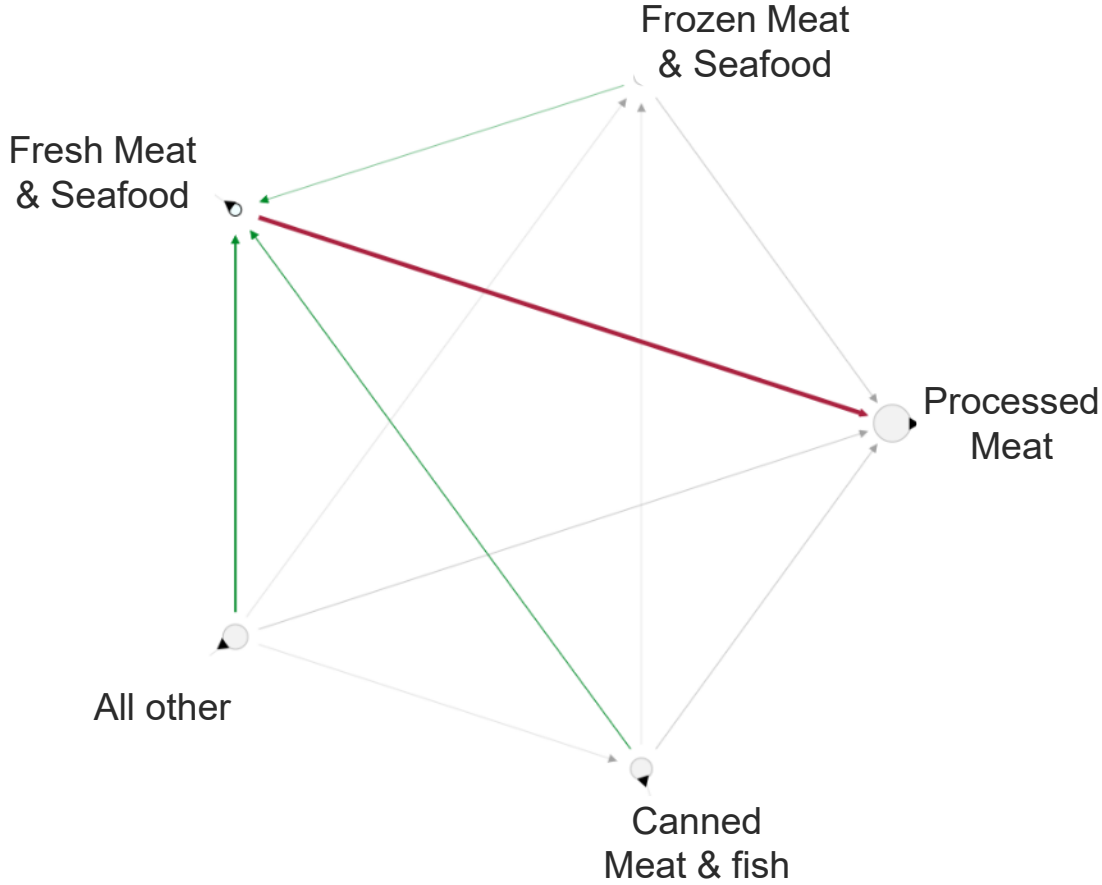 Frozen Meat
& Seafood
Fresh Meat
& Seafood
Processed
Meat
All other
Canned
Meat & fish